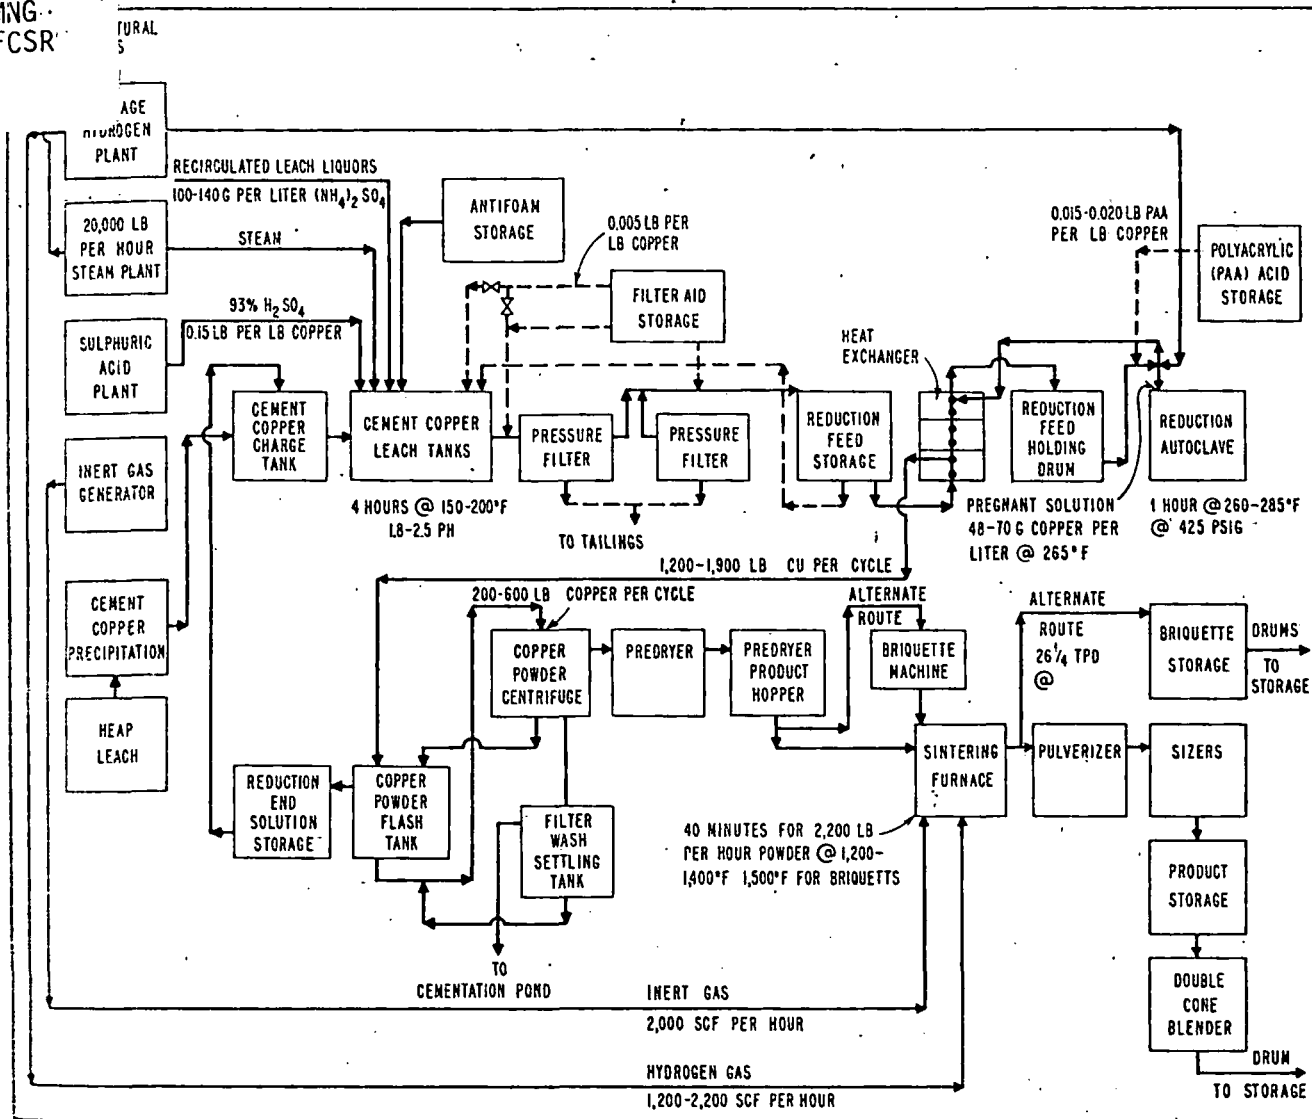 TURAL
S
AGE
HYDROGEN
PLANT
RECIRCULATED LEACH LIQUORS
100-140G PER LITER (NH4)2 SO4
20,000 LB
PER HOUR
STEAM PLANT
STEAM
ANTIFOAM
STORAGE
0.005 LB PER
LB COPPER
0.015-0.020 LB PAA
PER LB COPPER
POLYACRYLIC
(PAA) ACID
STORAGE
93% H2SO4
0.15 LB PER LB COPPER
FILTER AID
STORAGE
SULPHURIC
ACID
PLANT
HEAT
EXCHANGER
CEMENT
COPPER
CHARGE
TANK
CEMENT COPPER
LEACH TANKS
PRESSURE
FILTER
PRESSURE
FILTER
REDUCTION
FEED
STORAGE
REDUCTION
FEED
HOLDING
DRUM
REDUCTION
AUTOCLAVE
INERT GAS
GENERATOR
4 HOURS @ 150-200°F
1.8-2.5 PH
TO TAILINGS
PREGNANT SOLUTION
48-70 G COPPER PER
LITER @ 265°F
1 HOUR @ 260-285°F
@ 425 PSIG
1,200-1,900 LB CU PER CYCLE
200-600 LB COPPER PER CYCLE
ALTERNATE
ROUTE
ALTERNATE
ROUTE
26 1/4 TPD
@
CEMENT
COPPER
PRECIPITATION
COPPER
POWDER
CENTRIFUGE
PREDRYER
PREDRYER
PRODUCT
HOPPER
BRIQUETTE
MACHINE
BRIQUETTE
STORAGE
DRUMS
TO
STORAGE
HEAP
LEACH
REDUCTION
END
SOLUTION
STORAGE
COPPER
POWDER
FLASH
TANK
FILTER
WASH
SETTLING
TANK
SINTERING
FURNACE
PULVERIZER
SIZERS
40 MINUTES FOR 2,200 LB
PER HOUR POWDER @ 1,200-
1,400°F 1,500°F FOR BRIQUETTS
PRODUCT
STORAGE
TO
CEMENTATION POND
INERT GAS
2,000 SCF PER HOUR
DOUBLE
CONE
BLENDER
HYDROGEN GAS
1,200-2,200 SCF PER HOUR
DRUM
TO STORAGE